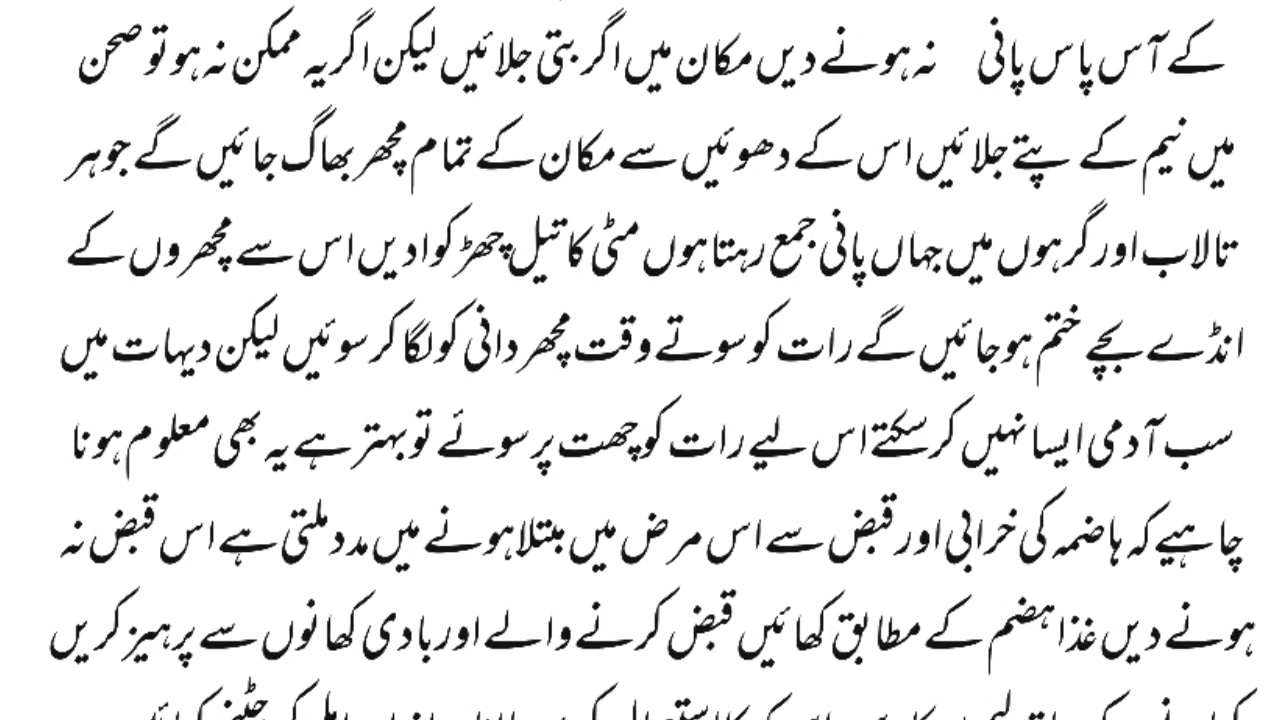 کے آس پاس پانی نہ ہونے دیں مکان میں اگر بتی جلائیں لیکن اگر یہ ممکن نہ ہو تو صحن
میں نیم کے پتے جلائیں اس کے دھوئیں سے مکان کے تمام مچھر بھاگ جائیں گے جوہر
تالاب اور گرہوں میں جہاں پانی جمع رہتا ہوں مٹی کا تیل چھڑکوادیں اس سے مچھروں کے
انڈے بچے ختم ہو جائیں گے رات کو سوتے وقت مچھر دانی کو لگا کر سوئیں لیکن دیہات میں
سب آدمی ایسا نہیں کر سکتے اس لیے رات کو چھت پر سوئے تو بہتر ہے یہ بھی معلوم ہونا
چاہیے کہ ہاضمہ کی خرابی اور قبض سے اس مرض میں مبتلا ہونے میں مدد ملتی ہے اس قبض نہ
ہونے دیں غذا ہضم کے مطابق کھائیں قبض کرنے والے اور بادی کھانوں سے پرہیز کریں